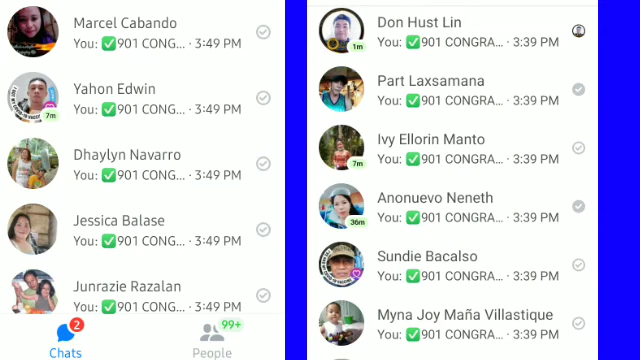 Marcel Cabando
You: ✅901 CONG... · 3:49 PM
Yahon Edwin
You: ✅901 CONG... · 3:49 PM
7m
Dhaylyn Navarro
You: ✅901 CONG... · 3:49 PM
Jessica Balase
You: ✅901 CONG... · 3:49 PM
Junrazie Razalan
You: ✅901 CONG... · 3:49 PM
2
Chats
99+
People
Don Hust Lin
You: ✅901 CONGRA... · 3:39 PM
1m
Part Laxsamana
You: ✅901 CONGRA... · 3:39 PM
Ivy Ellorin Manto
You: ✅901 CONGRA... · 3:39 PM
7m
Anonuevo Neneth
You: ✅901 CONGRA... · 3:39 PM
36m
Sundie Bacalso
You: ✅901 CONGRA... · 3:39 PM
Myna Joy Maña Villastique
You: ✅901 CONGRA... · 3:39 PM